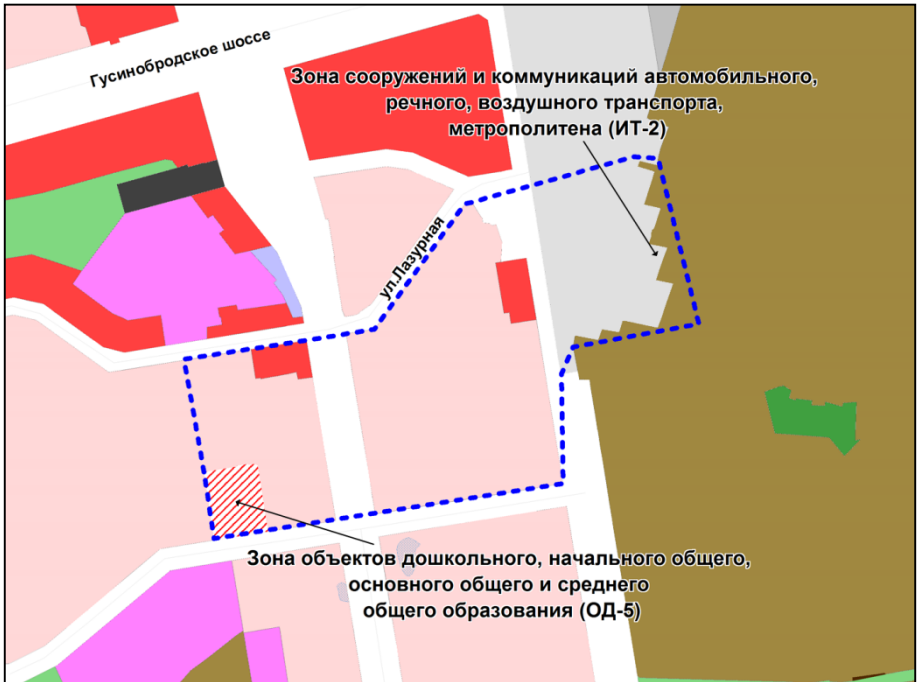 Гусинобродское шоссе
Зона сооружений и коммуникаций автомобильного,
речного, воздушного транспорта,
метрополитена (ИТ-2)
ул.Лазурная
Зона объектов дошкольного, начального общего,
основного общего и среднего
общего образования (ОД-5)